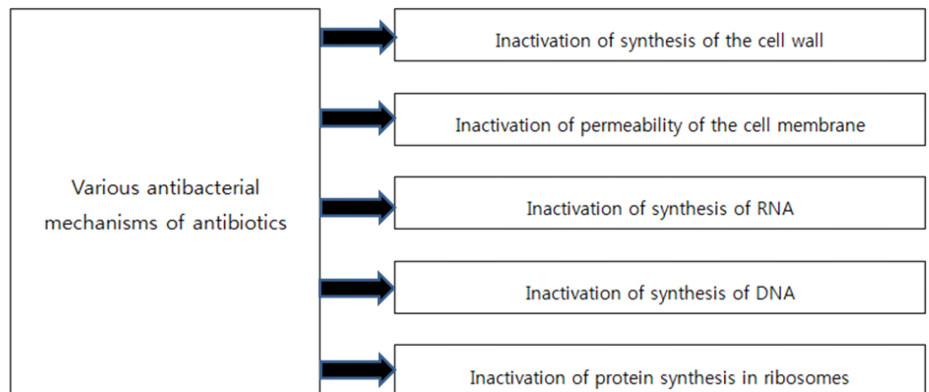 Various antibacterial
mechanisms of antibiotics
Inactivation of synthesis of the cell wall
Inactivation of permeability of the cell membrane
Inactivation of synthesis of RNA
Inactivation of synthesis of DNA
Inactivation of protein synthesis in ribosomes